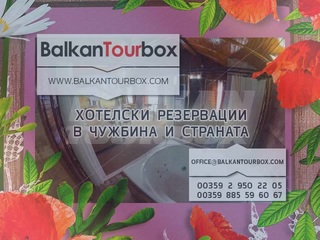 BalkanTourbox
WWW.BALKANTOURBOX.COM
ХОТЕЛСКИ РЕЗЕРВАЦИИ
В ЧУЖБИНА И СТРАНАТА
OFFICE@BALKANTOURBOX.COM
00359 2 950 22 05
00359 885 59 60 67